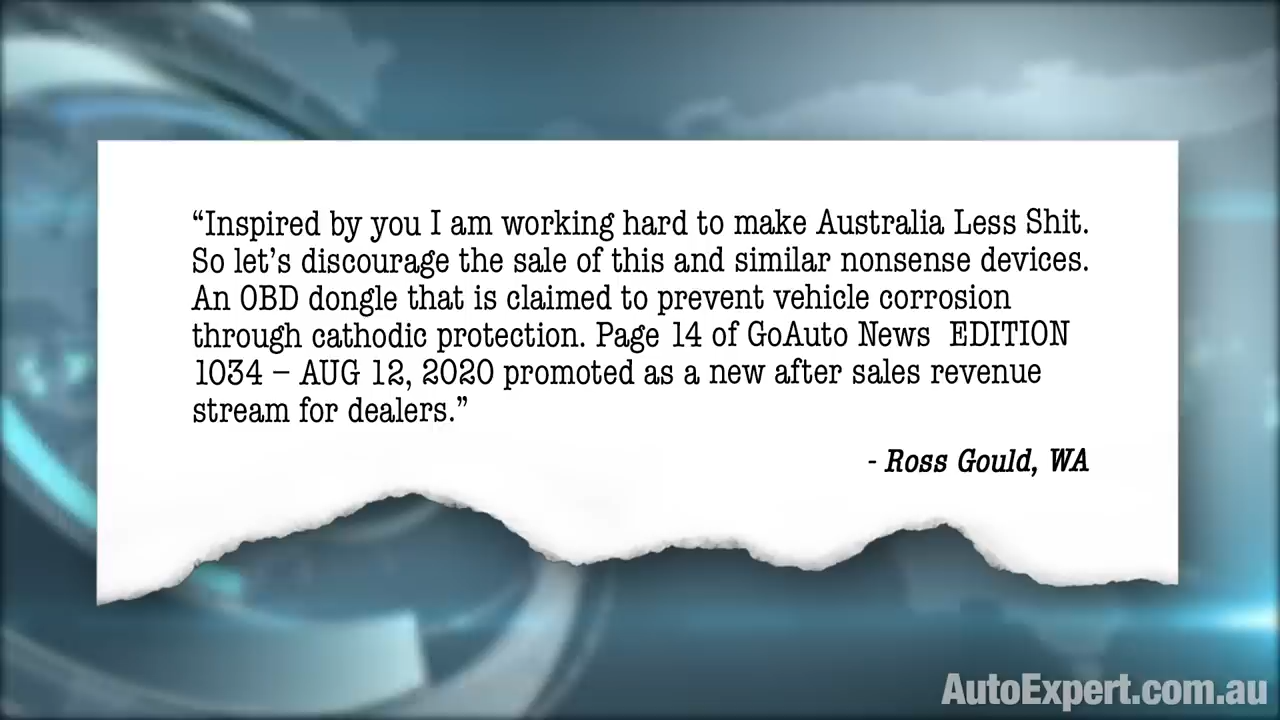 “Inspired by you I am working hard to make Australia Less Shit.
So let’s discourage the sale of this and similar nonsense devices.
An OBD dongle that is claimed to prevent vehicle corrosion
through cathodic protection. Page 14 of GoAuto News  EDITION
1034 – AUG 12, 2020 promoted as a new after sales revenue
stream for dealers.”
- Ross Gould, WA
AutoExpert.com.au